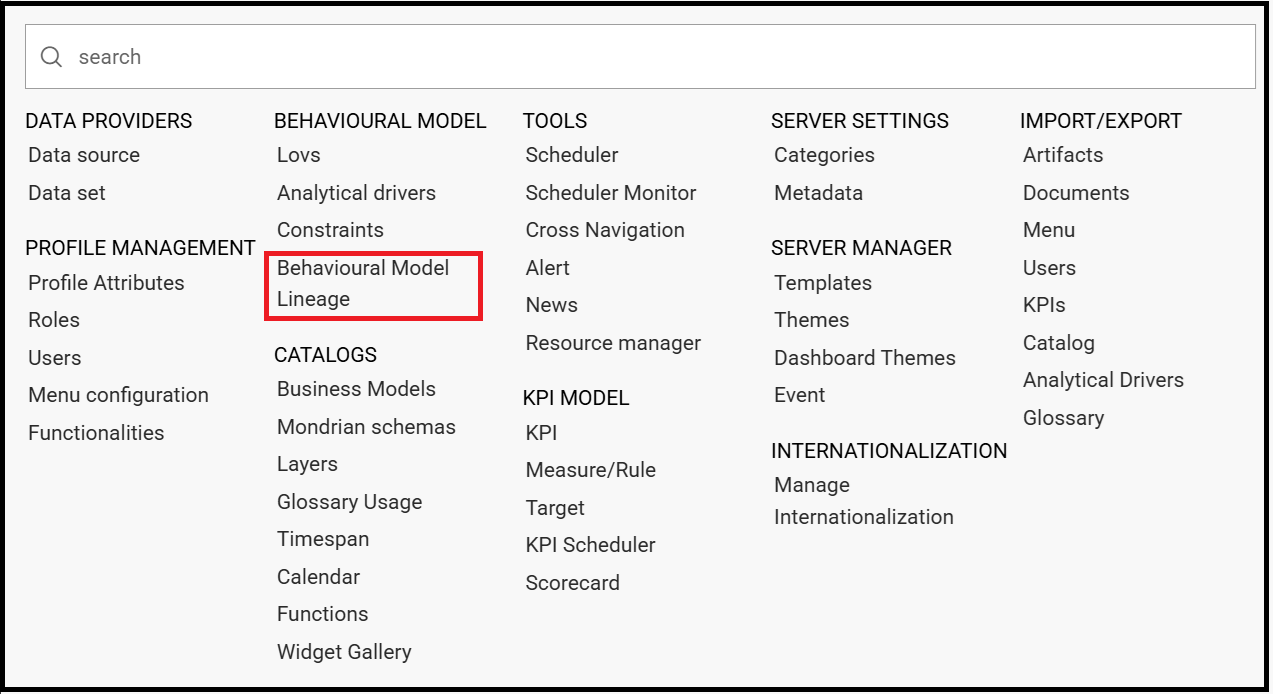 search
DATA PROVIDERS
Data source
Data set
PROFILE MANAGEMENT
Profile Attributes
Roles
Users
Menu configuration
Functionalities
BEHAVIOURAL MODEL
Lovs
Analytical drivers
Constraints
Behavioural Model
Lineage
CATALOGS
Business Models
Mondrian schemas
Layers
Glossary Usage
Timespan
Calendar
Functions
Widget Gallery
TOOLS
Scheduler
Scheduler Monitor
Cross Navigation
Alert
News
Resource manager
KPI MODEL
KPI
Measure/Rule
Target
KPI Scheduler
Scorecard
SERVER SETTINGS
Categories
Metadata
SERVER MANAGER
Templates
Themes
Dashboard Themes
Event
INTERNATIONALIZATION
Manage
Internationalization
IMPORT/EXPORT
Artifacts
Documents
Menu
Users
KPIs
Catalog
Analytical Drivers
Glossary